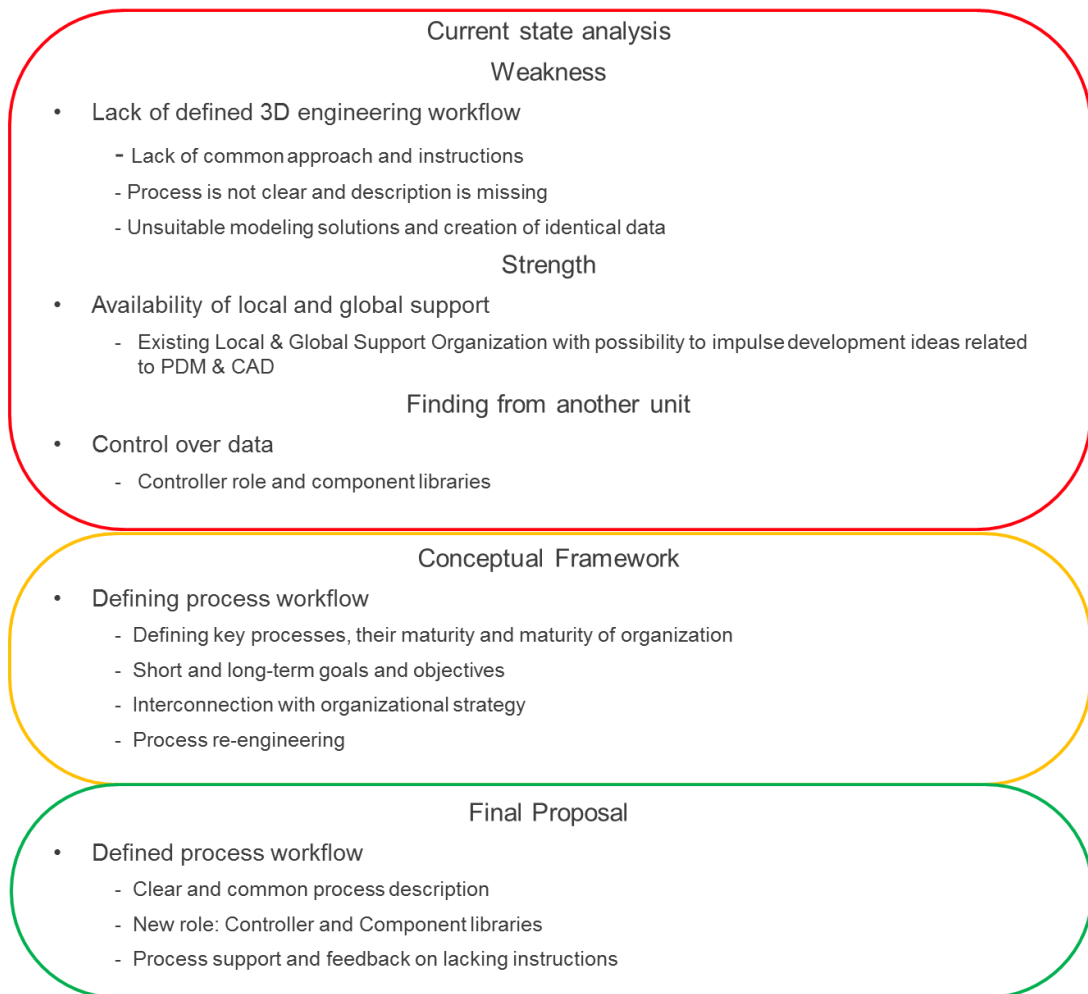 Current state analysis
Weakness
• Lack of defined 3D engineering workflow
- Lack of common approach and instructions
- Process is not clear and description is missing
- Unsuitable modeling solutions and creation of identical data
Strength
• Availability of local and global support
- Existing Local & Global Support Organization with possibility to impulse development ideas related
to PDM & CAD
Finding from another unit
• Control over data
- Controller role and component libraries
Conceptual Framework
• Defining process workflow
- Defining key processes, their maturity and maturity of organization
- Short and long-term goals and objectives
- Interconnection with organizational strategy
- Process re-engineering
Final Proposal
• Defined process workflow
- Clear and common process description
- New role: Controller and Component libraries
- Process support and feedback on lacking instructions